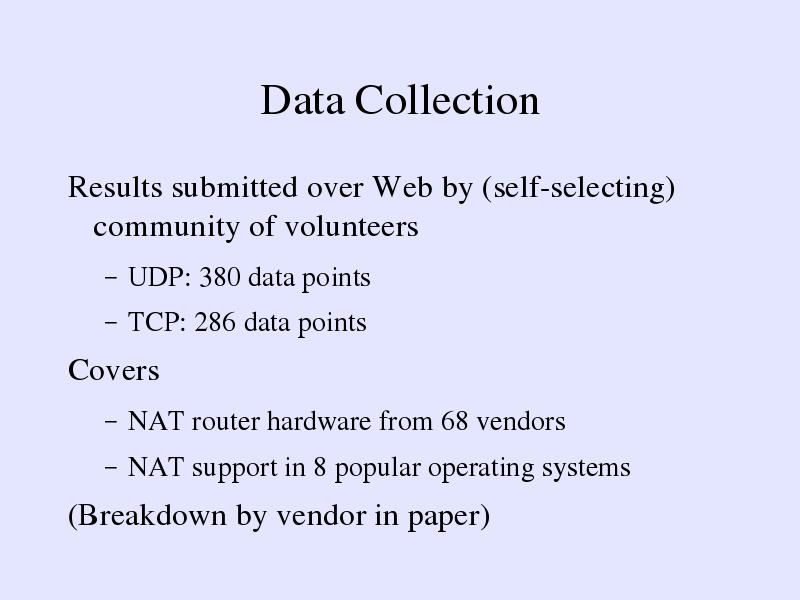 Data Collection
Results submitted over Web by (self-selecting)
community of volunteers
– UDP: 380 data points
– TCP: 286 data points
Covers
– NAT router hardware from 68 vendors
– NAT support in 8 popular operating systems
(Breakdown by vendor in paper)